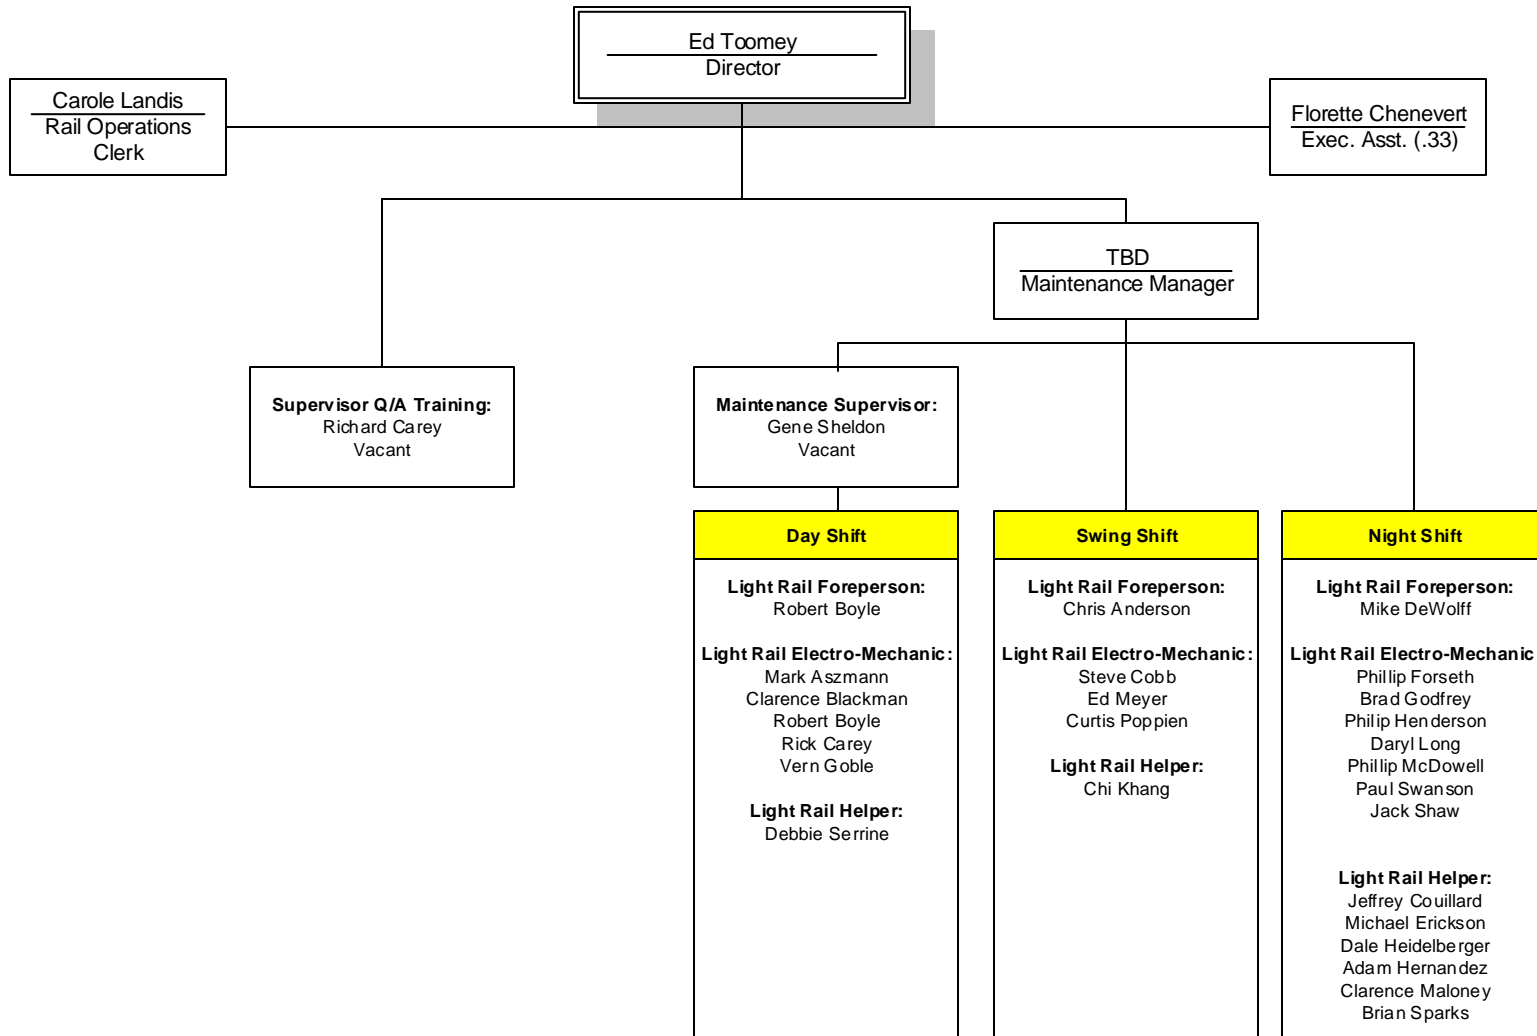 Ed Toomey
Director
Carole Landis
Rail Operations
Clerk
Florette Chenevert
Exec. Asst. (.33)
TBD
Maintenance Manager
Supervisor Q/A Training:
Richard Carey
Vacant
Maintenance Supervisor:
Gene Sheldon
Vacant
Day Shift
Light Rail Foreperson:
Robert Boyle
Light Rail Electro-Mechanic:
Mark Aszmann
Clarence Blackman
Robert Boyle
Rick Carey
Vern Goble
Light Rail Helper:
Debbie Serrine
Swing Shift
Light Rail Foreperson:
Chris Anderson
Light Rail Electro-Mechanic:
Steve Cobb
Ed Meyer
Curtis Poppien
Light Rail Helper:
Chi Khang
Night Shift
Light Rail Foreperson:
Mike DeWolff
Light Rail Electro-Mechanic
Phillip Forseth
Brad Godfrey
Philip Henderson
Daryl Long
Phillip McDowell
Paul Swanson
Jack Shaw
Light Rail Helper:
Jeffrey Couillard
Michael Erickson
Dale Heidelberger
Adam Hernandez
Clarence Maloney
Brian Sparks